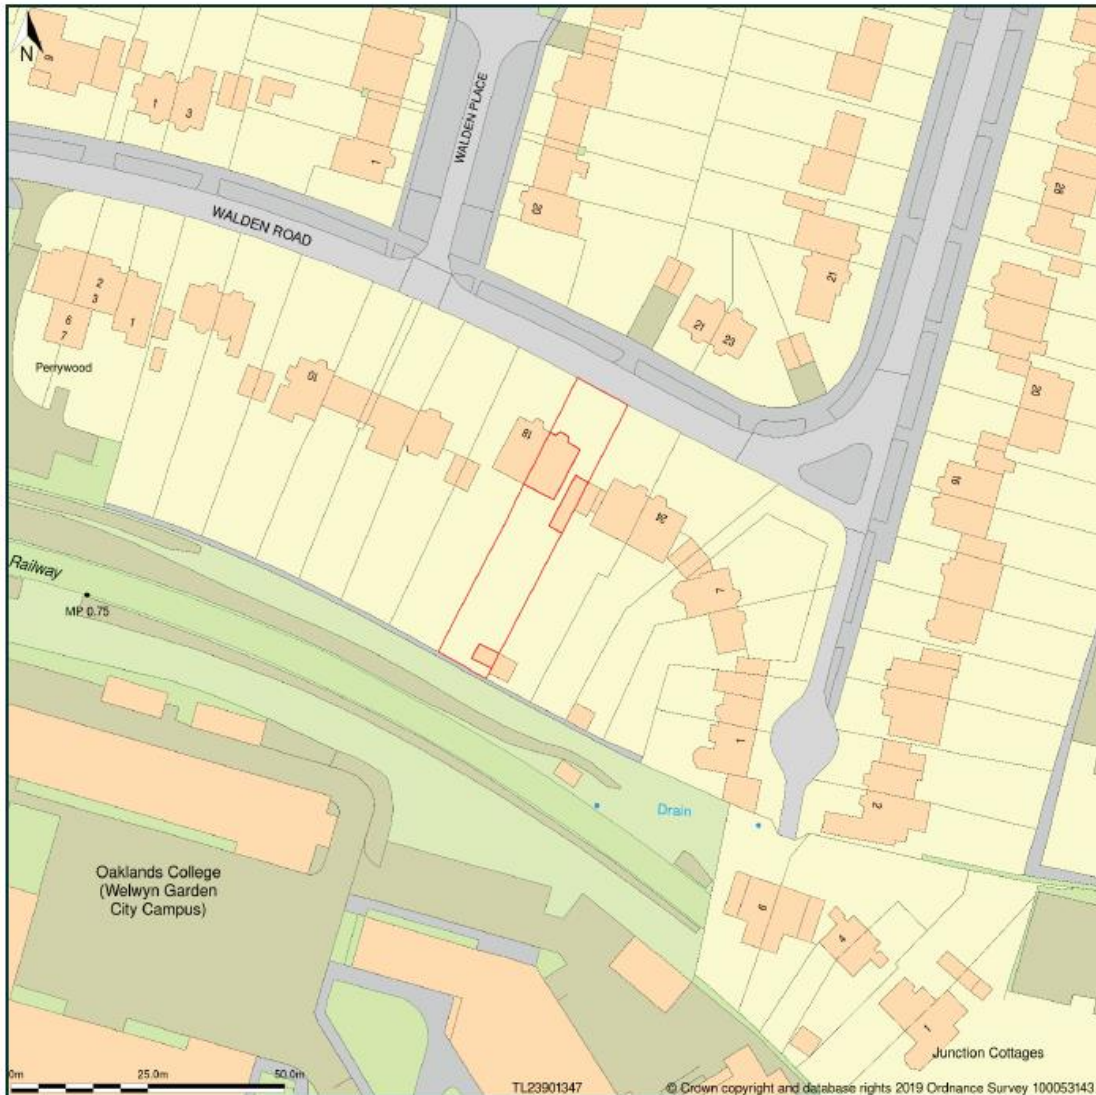 N
9
1
3
1
WALDEN PLACE
20
28
21
WALDEN ROAD
21
23
2
3
1
6
7
Perrywood
10
18
24
20
16
7
Railway
MP 0.75
1
2
Drain
Oaklands College
(Welwyn Garden
City Campus)
6
4
1
Junction Cottages
0m 25.0m 50.0m
TL23901347
© Crown copyright and database rights 2019 Ordnance Survey 100053143